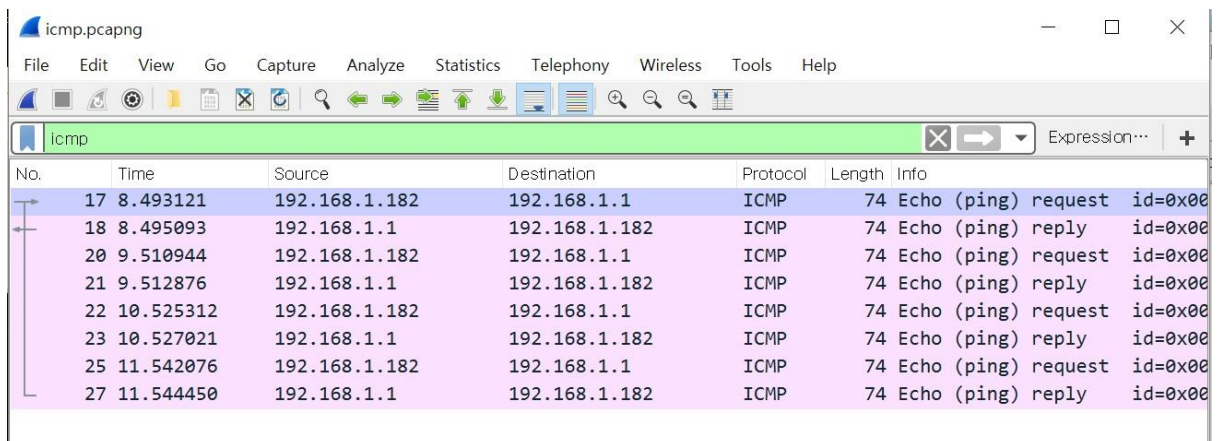 icmp.pcapng
File Edit View Go Capture Analyze Statistics Telephony Wireless Tools Help
icmp Expression…
No. Time Source Destination Protocol Length Info
17 8.493121 192.168.1.182 192.168.1.1 ICMP 74 Echo (ping) request id=0x00
18 8.495093 192.168.1.1 192.168.1.182 ICMP 74 Echo (ping) reply id=0x00
20 9.510944 192.168.1.182 192.168.1.1 ICMP 74 Echo (ping) request id=0x00
21 9.512876 192.168.1.1 192.168.1.182 ICMP 74 Echo (ping) reply id=0x00
22 10.525312 192.168.1.182 192.168.1.1 ICMP 74 Echo (ping) request id=0x00
23 10.527021 192.168.1.1 192.168.1.182 ICMP 74 Echo (ping) reply id=0x00
25 11.542076 192.168.1.182 192.168.1.1 ICMP 74 Echo (ping) request id=0x00
27 11.544450 192.168.1.1 192.168.1.182 ICMP 74 Echo (ping) reply id=0x00